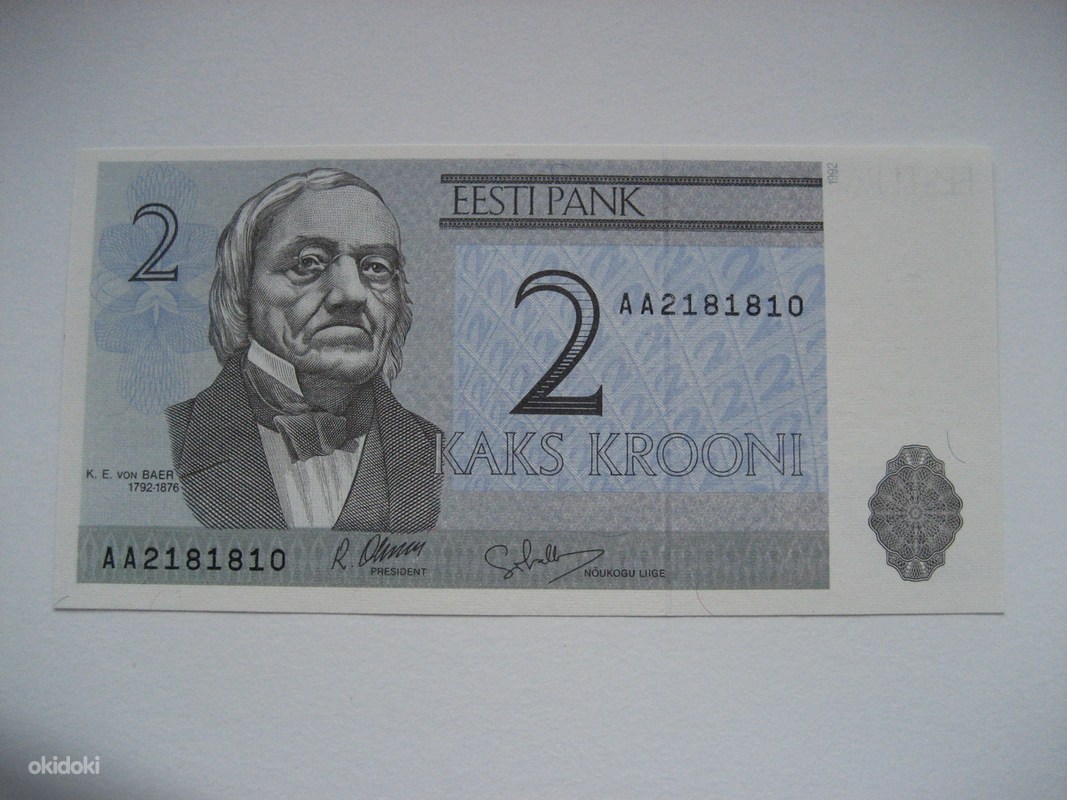 1992
EESTI PANK
2
2
AA2181810
KAKS KROONI
K. E. VON BAER
1792-1876
AA2181810
PRESIDENT
NÕUKOGU LIIGE
okidoki